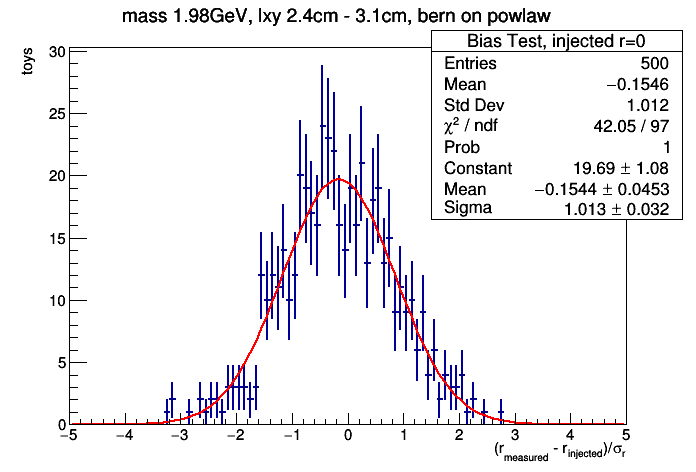 mass 1.98GeV, lxy 2.4cm - 3.1cm, bern on powlaw
toys
Bias Test, injected r=0
Entries 500
Mean −0.1546
Std Dev 1.012
χ² / ndf 42.05 / 97
Prob 1
Constant 19.69 ± 1.08
Mean −0.1544 ± 0.0453
Sigma 1.013 ± 0.032
30
25
20
15
10
5
0
−5 −4 −3 −2 −1 0 1 2 3 4 5
(r_measured - r_injected)/σ_r